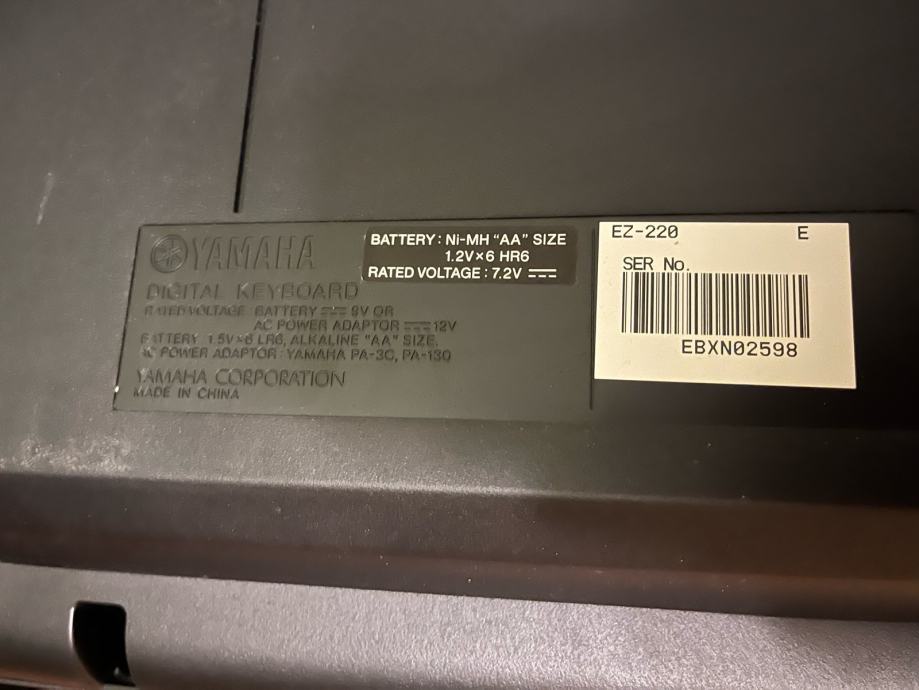 YAMAHA
DIGITAL KEYBOARD
RATED VOLTAGE : BATTERY ⎓ 9V OR
AC POWER ADAPTOR ⎓ 12V
BATTERY 1.5V×6 LR6, ALKALINE "AA" SIZE.
AC POWER ADAPTOR : YAMAHA PA-3C, PA-130
YAMAHA CORPORATION
MADE IN CHINA
BATTERY : Ni-MH "AA" SIZE
1.2V×6 HR6
RATED VOLTAGE : 7.2V ⎓
EZ-220 E
SER No.
EBXN02598